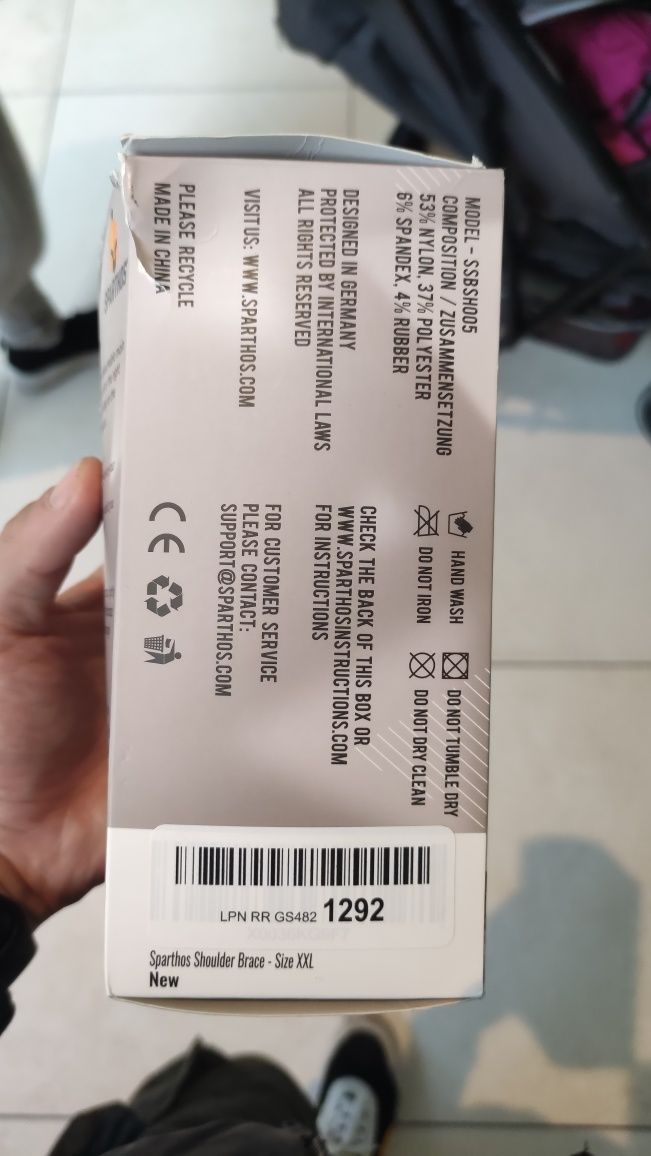 MODEL - SSBSH005
COMPOSITION / ZUSAMMENSETZUNG
53% NYLON, 37% POLYESTER
6% SPANDEX, 4% RUBBER
DESIGNED IN GERMANY
PROTECTED BY INTERNATIONAL LAWS
ALL RIGHTS RESERVED
VISIT US: WWW.SPARTHOS.COM
PLEASE RECYCLE
MADE IN CHINA
HAND WASH
DO NOT TUMBLE DRY
DO NOT IRON
DO NOT DRY CLEAN
CHECK THE BACK OF THIS BOX OR
WWW.SPARTHOSINSTRUCTIONS.COM
FOR INSTRUCTIONS
FOR CUSTOMER SERVICE
PLEASE CONTACT:
SUPPORT@SPARTHOS.COM
CE
LPN RR GS482 1292
Sparthos Shoulder Brace - Size XXL
New
SPARTHOS